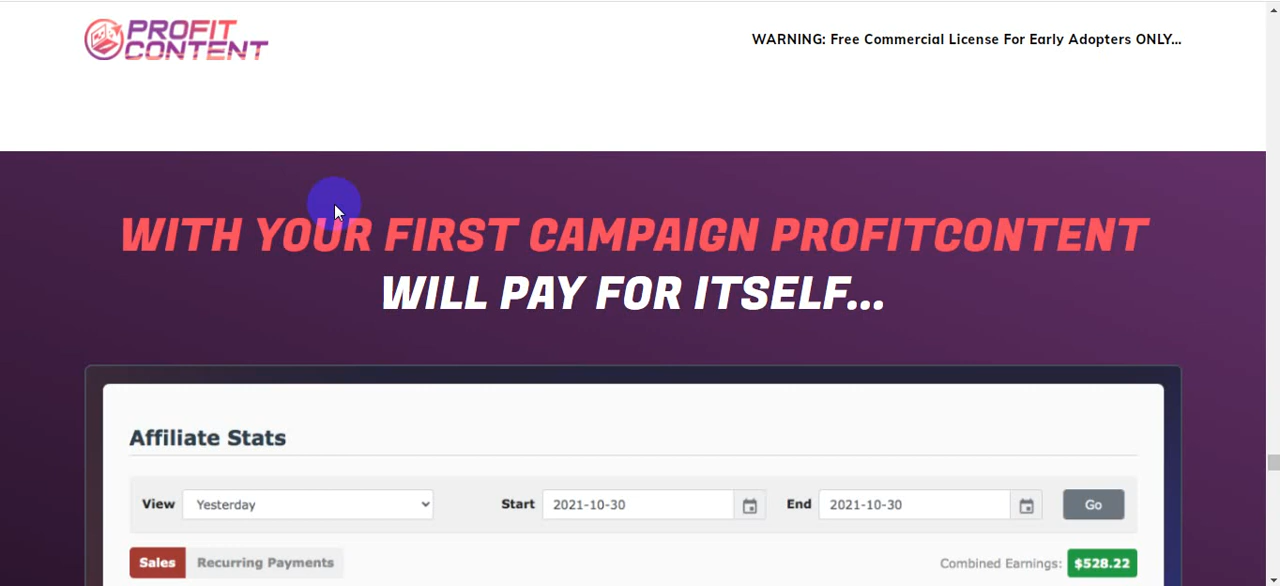 PROFIT
CONTENT
WARNING: Free Commercial License For Early Adopters ONLY...
WITH YOUR FIRST CAMPAIGN PROFITCONTENT
WILL PAY FOR ITSELF...
Affiliate Stats
View Yesterday Start 2021-10-30 End 2021-10-30 Go
Sales Recurring Payments Combined Earnings: $528.22